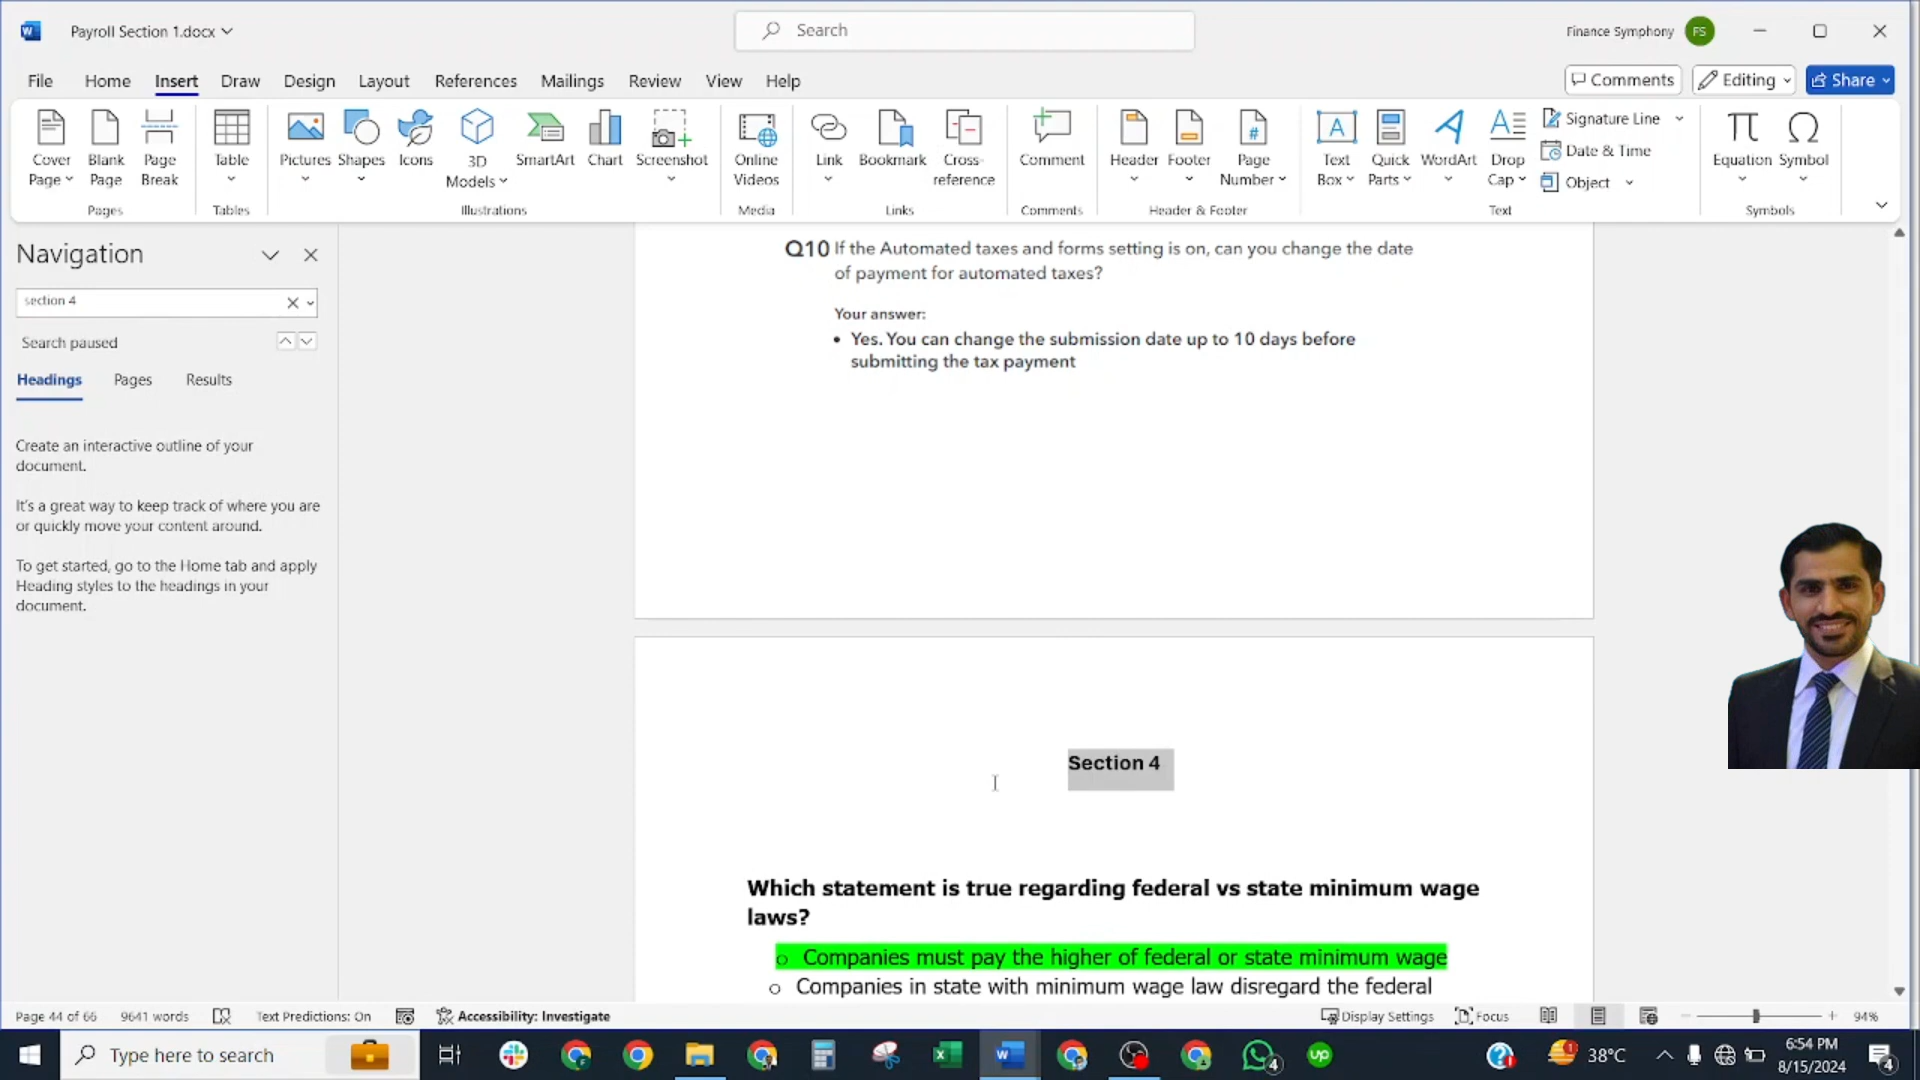 Payroll Section 1.docx
Search
Finance Symphony
FS
File
Home
Insert
Draw
Design
Layout
References
Mailings
Review
View
Help
Comments
Editing
Share
Cover Page
Blank Page
Page Break
Table
Pictures
Shapes
Icons
3D Models
SmartArt
Chart
Screenshot
Online Videos
Link
Bookmark
Cross-reference
Comment
Header
Footer
Page Number
Text Box
Quick Parts
WordArt
Drop Cap
Signature Line
Date & Time
Object
Equation
Symbol
Pages
Tables
Illustrations
Media
Links
Comments
Header & Footer
Text
Symbols
Navigation
section 4
Search paused
Headings
Pages
Results
Create an interactive outline of your
document.
It's a great way to keep track of where you are
or quickly move your content around.
To get started, go to the Home tab and apply
Heading styles to the headings in your
document.
Q10 If the Automated taxes and forms setting is on, can you change the date
of payment for automated taxes?
Your answer:
• Yes. You can change the submission date up to 10 days before
submitting the tax payment
Section 4
Which statement is true regarding federal vs state minimum wage
laws?
o Companies must pay the higher of federal or state minimum wage
o Companies in state with minimum wage law disregard the federal
Page 44 of 66
9641 words
Text Predictions: On
Accessibility: Investigate
Display Settings
Focus
94%
Type here to search
38°C
6:54 PM
8/15/2024